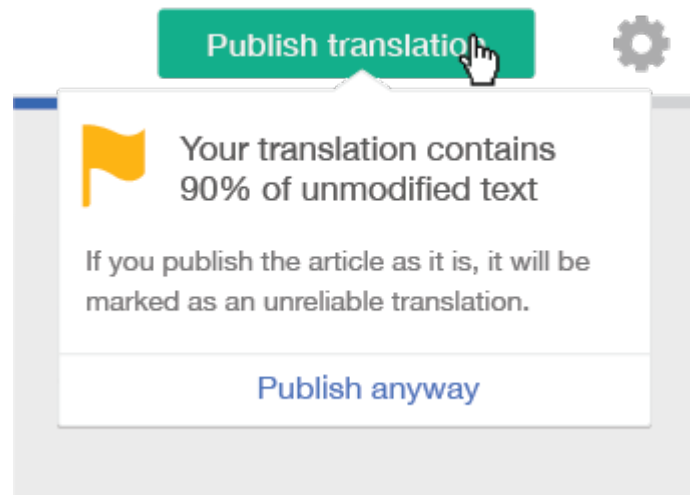 Publish translation
Your translation contains
90% of unmodified text
If you publish the article as it is, it will be
marked as an unreliable translation.
Publish anyway